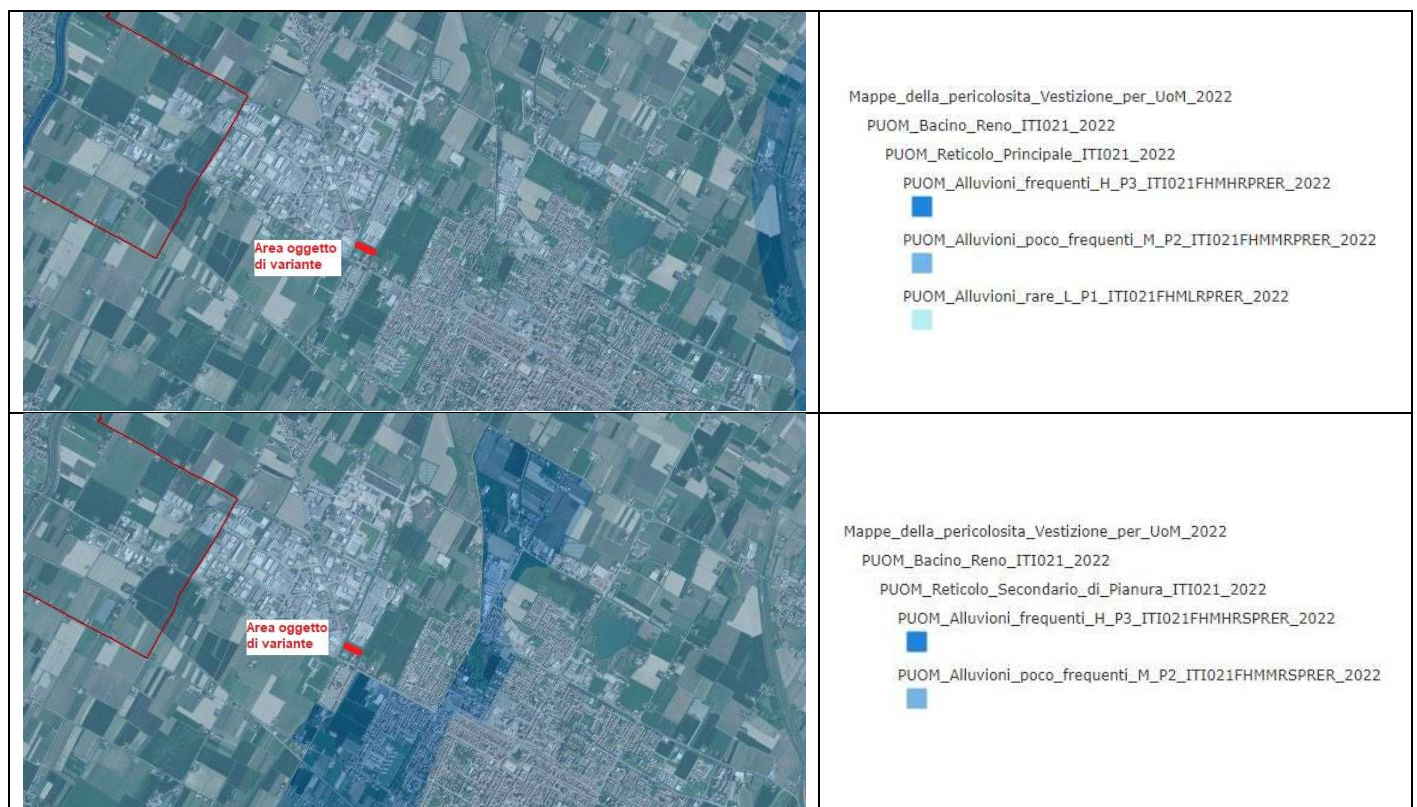 Area oggetto
di variante
Mappe_della_pericolosita_Vestizione_per_UoM_2022
PUOM_Bacino_Reno_ITI021_2022
PUOM_Reticolo_Principale_ITI021_2022
PUOM_Alluvioni_frequenti_H_P3_ITI021FHMHRPRER_2022
PUOM_Alluvioni_poco_frequenti_M_P2_ITI021FHMMRPRER_2022
PUOM_Alluvioni_rare_L_P1_ITI021FHMLRPRER_2022
Area oggetto
di variante
Mappe_della_pericolosita_Vestizione_per_UoM_2022
PUOM_Bacino_Reno_ITI021_2022
PUOM_Reticolo_Secondario_di_Pianura_ITI021_2022
PUOM_Alluvioni_frequenti_H_P3_ITI021FHMHRSPRER_2022
PUOM_Alluvioni_poco_frequenti_M_P2_ITI021FHMMRSPRER_2022